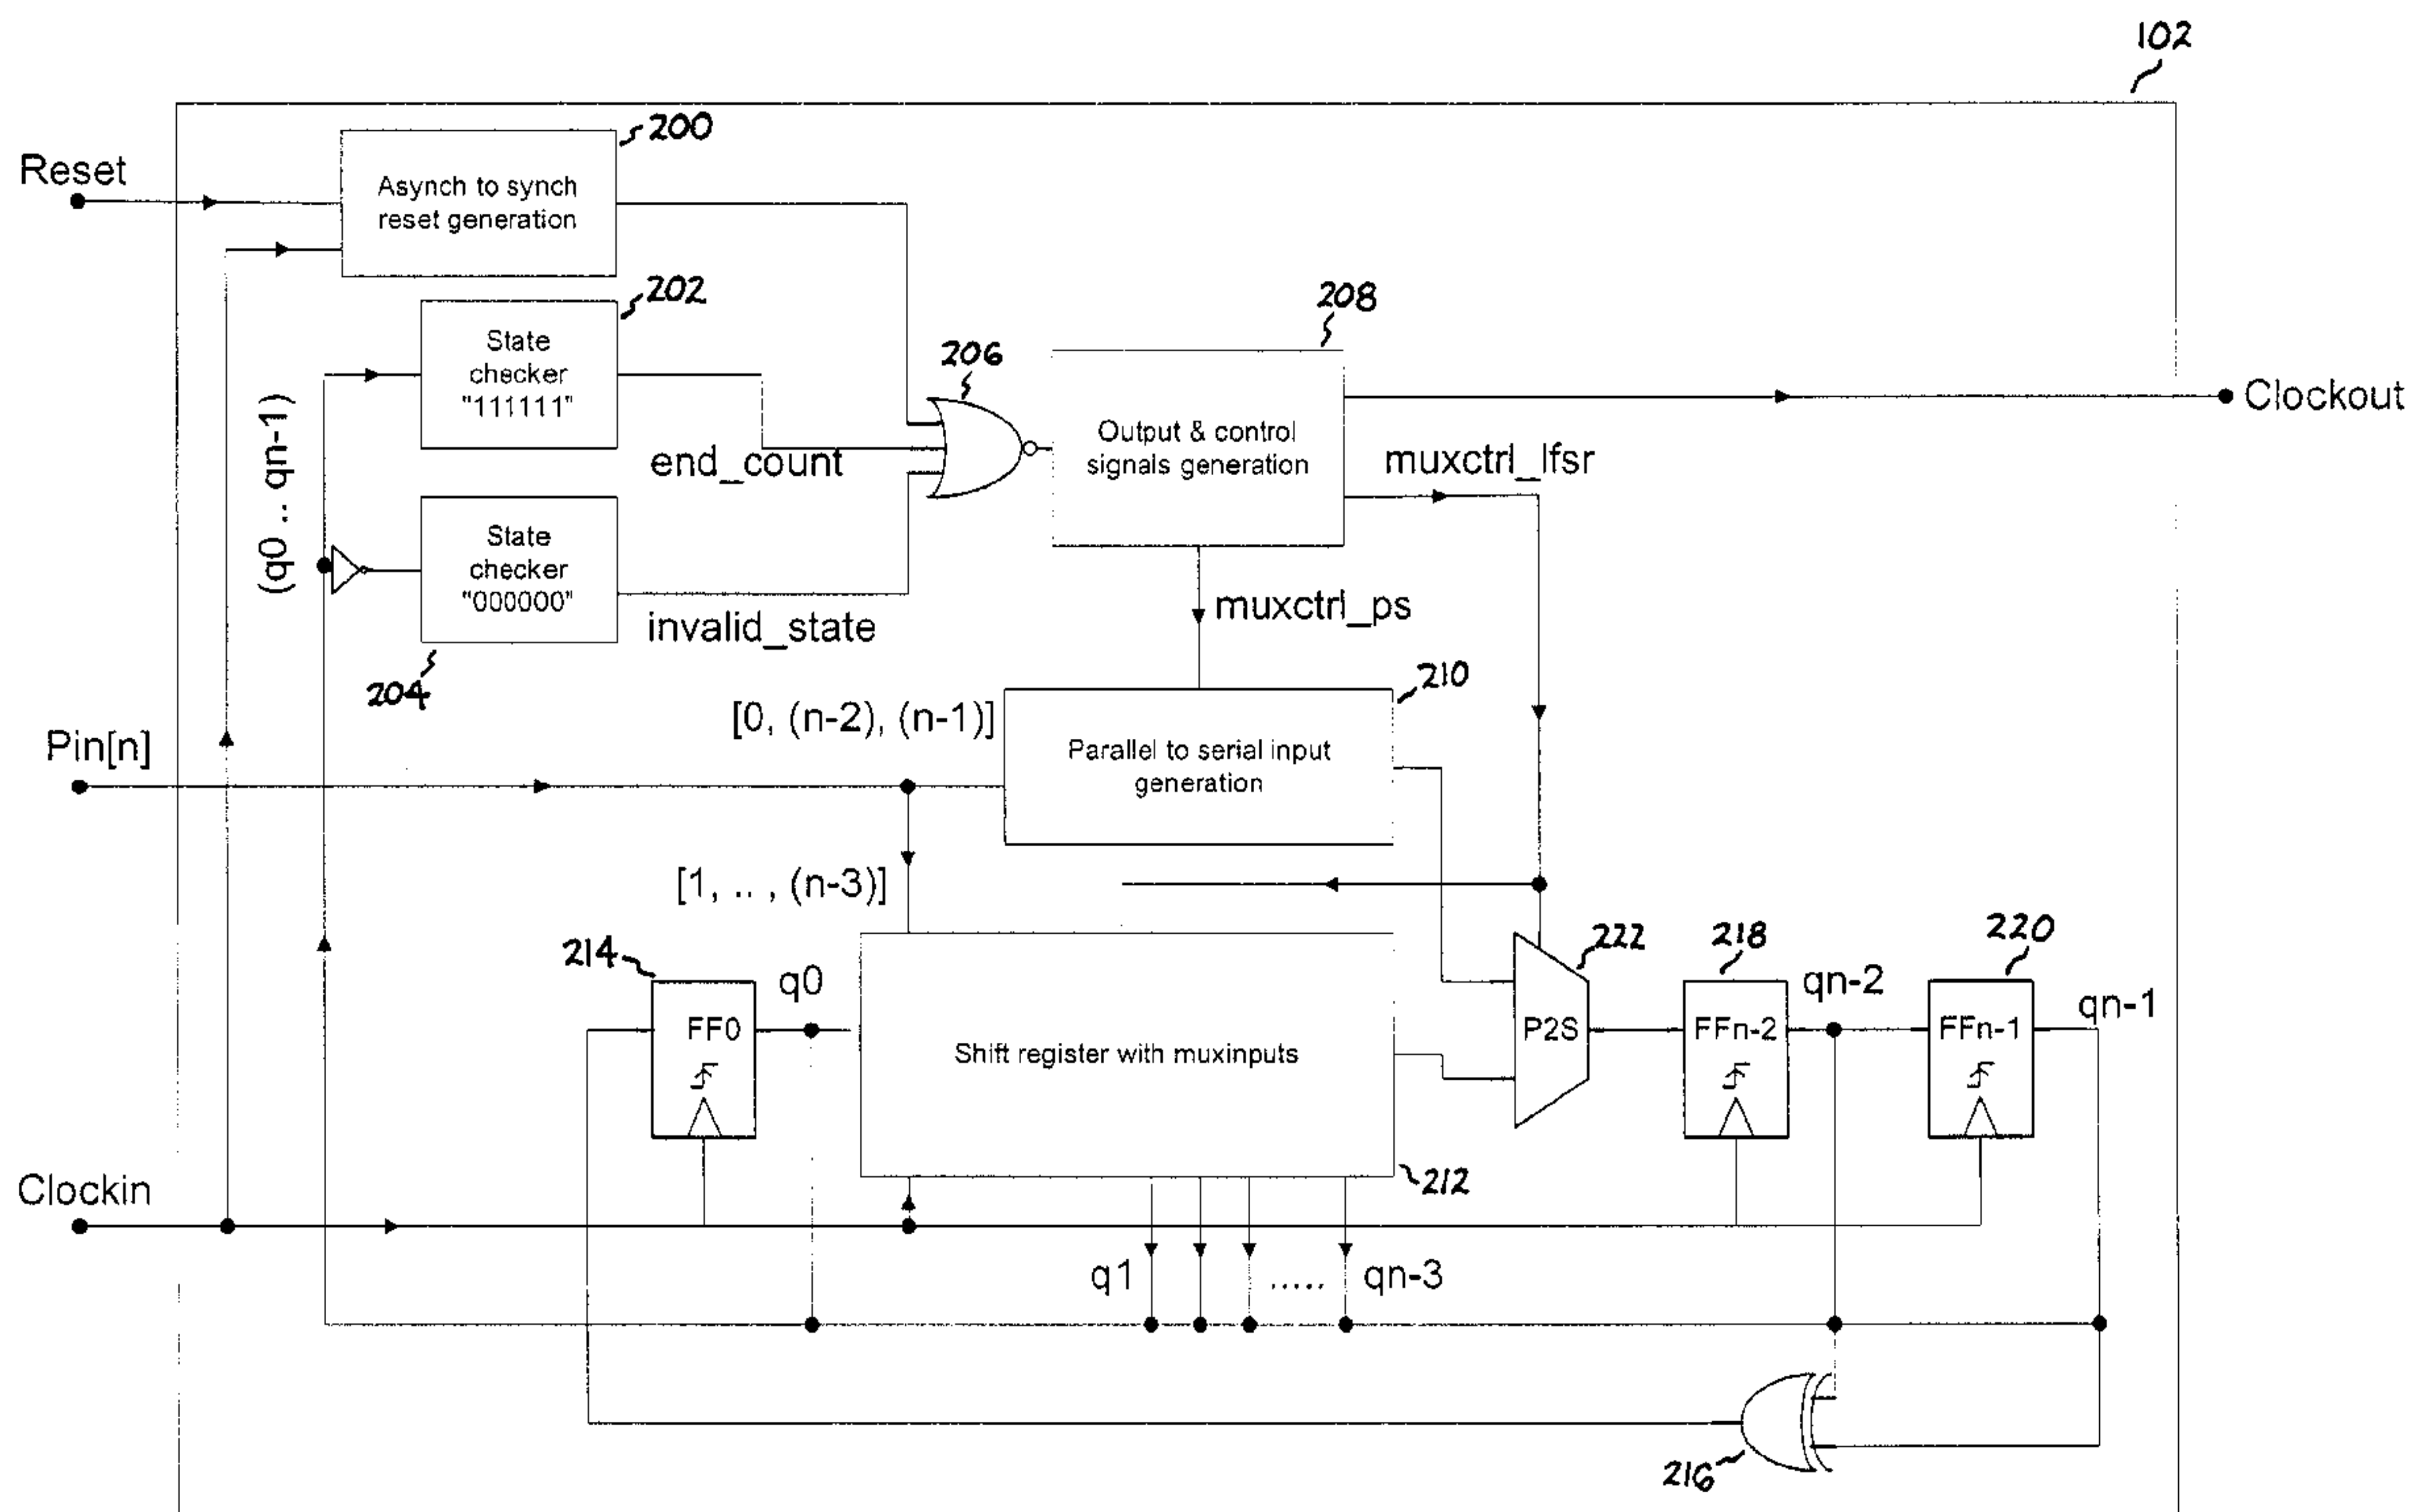 102
200
Reset
Asynch to synch
reset generation
202
State
checker
"111111"
208
206
Clockout
Output & control
signals generation
(q0 .. qn-1)
end_count
muxctrl_lfsr
State
checker
"000000"
invalid_state
muxctrl_ps
204
210
[0, (n-2), (n-1)]
Pin[n]
Parallel to serial input
generation
[1, .. , (n-3)]
214
222
218
220
q0
qn-2
qn-1
FF0
Shift register with muxinputs
P2S
FFn-2
FFn-1
Clockin
212
q1
.....
qn-3
216